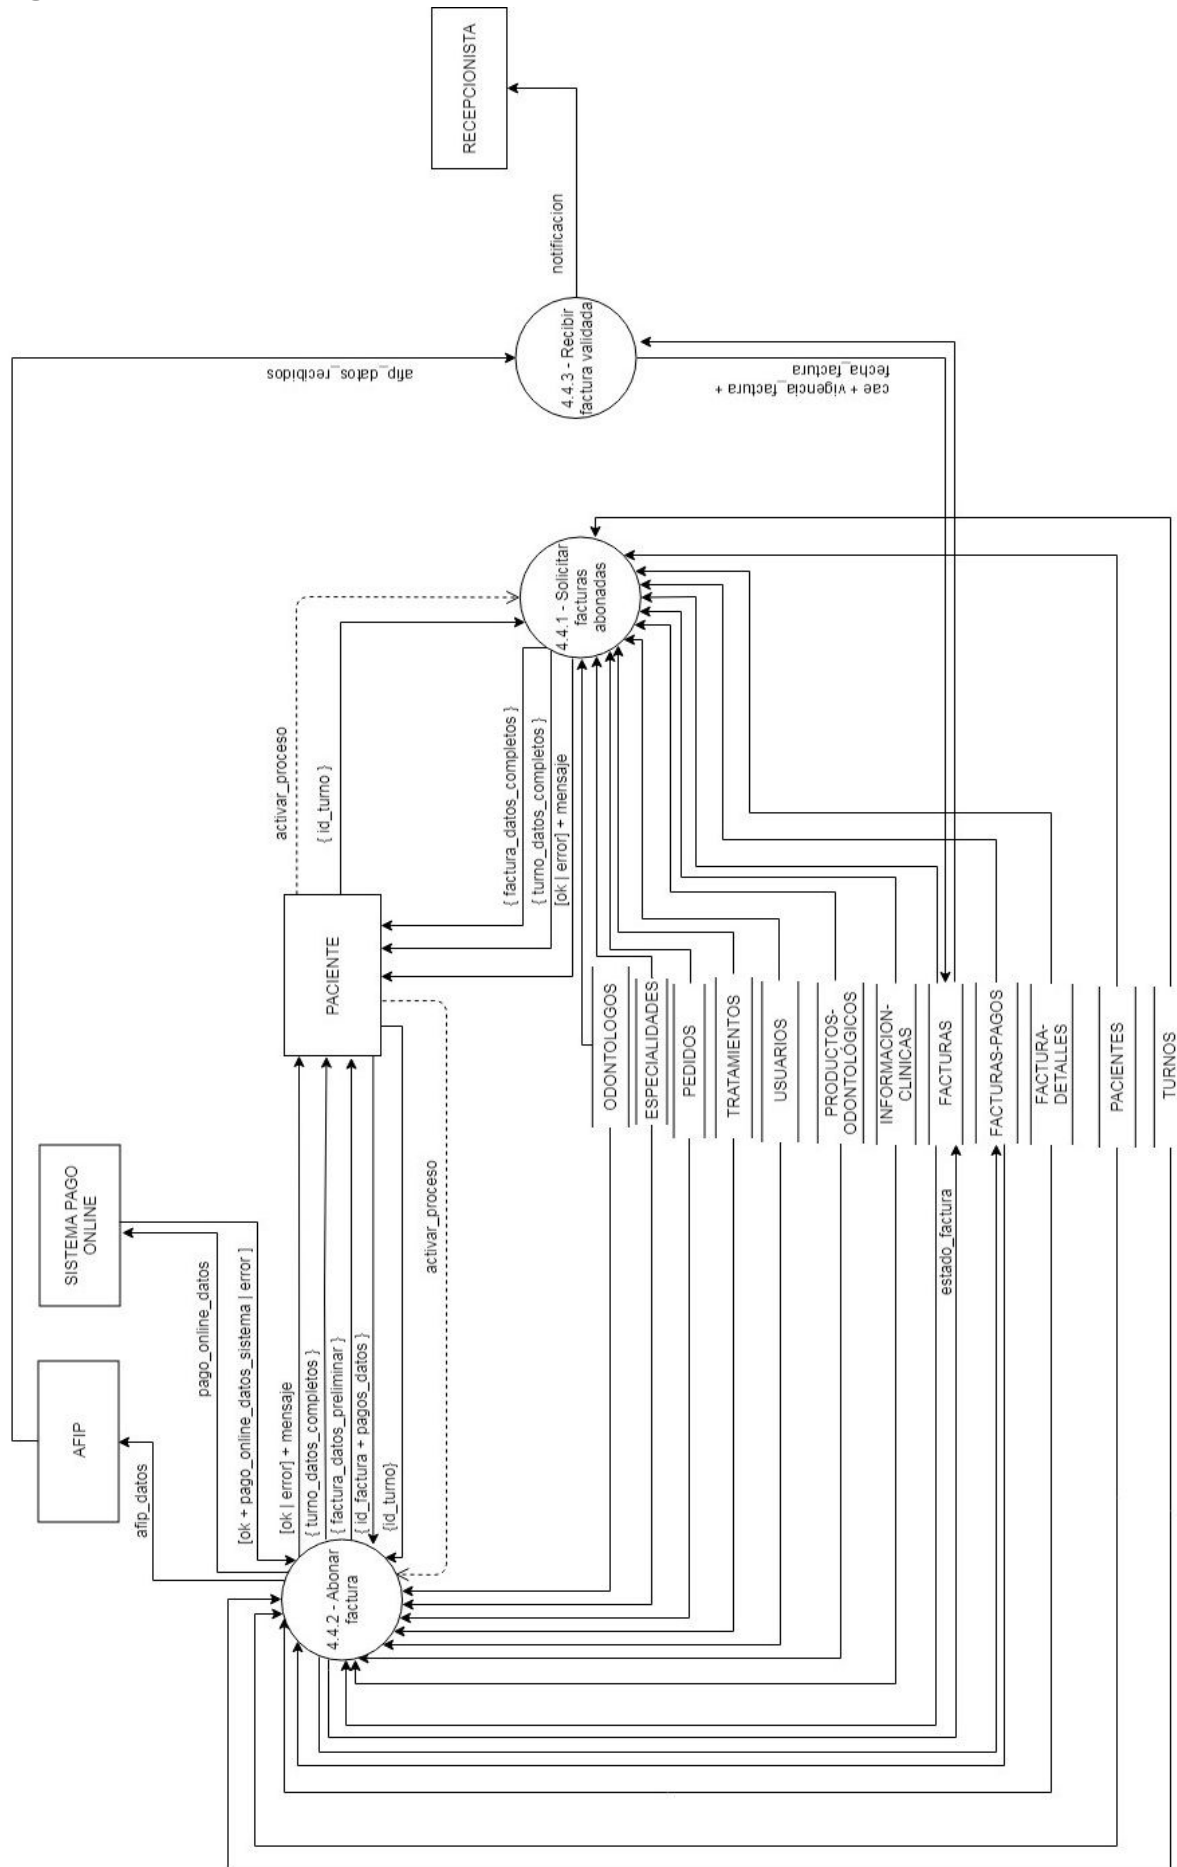 AFIP
SISTEMA PAGO
ONLINE
PACIENTE
RECEPCIONISTA
afip_datos
pago_online_datos
[ok + pago_online_datos_sistema | error ]
[ok | error] + mensaje
{ turno_datos_completos }
{ factura_datos_preliminar }
{ id_factura + pagos_datos }
{id_turno}
activar_proceso
activar_proceso
{ id_turno }
{ factura_datos_completos }
{ turno_datos_completos }
[ok | error] + mensaje
afip_datos_recibidos
notificacion
4.4.2 - Abonar
factura
4.4.1 - Solicitar
facturas
abonadas
4.4.3 - Recibir
factura validada
cae + vigencia_factura +
fecha_factura
ODONTOLOGOS
ESPECIALIDADES
PEDIDOS
TRATAMIENTOS
USUARIOS
PRODUCTOS-
ODONTOLÓGICOS
INFORMACION-
CLINICAS
estado_factura
FACTURAS
FACTURAS-PAGOS
FACTURA-
DETALLES
PACIENTES
TURNOS